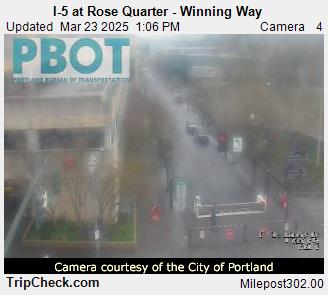 I-5 at Rose Quarter - Winning Way
Updated Mar 23 2025 1:06 PM Camera 4
PBOT
PORTLAND BUREAU OF TRANSPORTATION
Camera courtesy of the City of Portland
TripCheck.com Milepost302.00